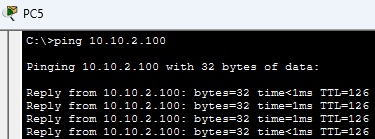 PC5
C:\>ping 10.10.2.100
Pinging 10.10.2.100 with 32 bytes of data:
Reply from 10.10.2.100: bytes=32 time<1ms TTL=126
Reply from 10.10.2.100: bytes=32 time=1ms TTL=126
Reply from 10.10.2.100: bytes=32 time=1ms TTL=126
Reply from 10.10.2.100: bytes=32 time<1ms TTL=126